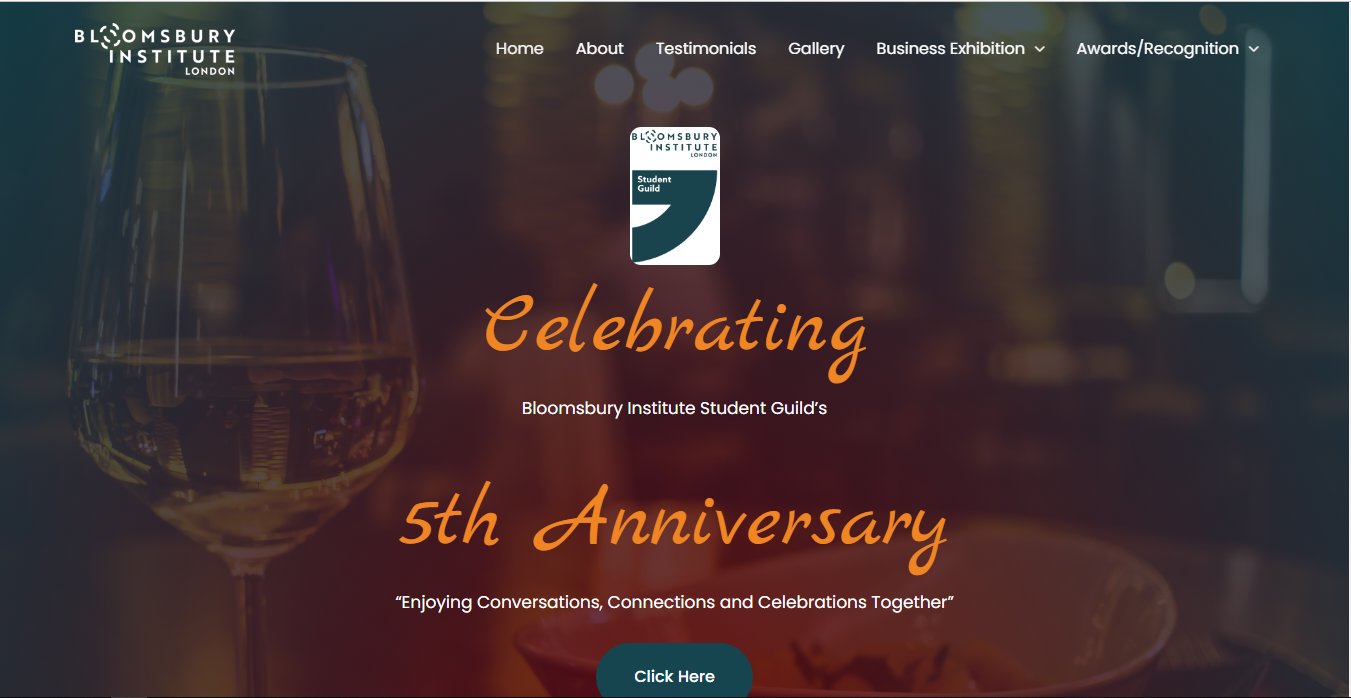 BLOOMSBURY
INSTITUTE
LONDON
Home About Testimonials Gallery Business Exhibition Awards/Recognition
BLOOMSBURY
INSTITUTE
LONDON
Student
Guild
Celebrating
Bloomsbury Institute Student Guild’s
5th Anniversary
“Enjoying Conversations, Connections and Celebrations Together”
Click Here